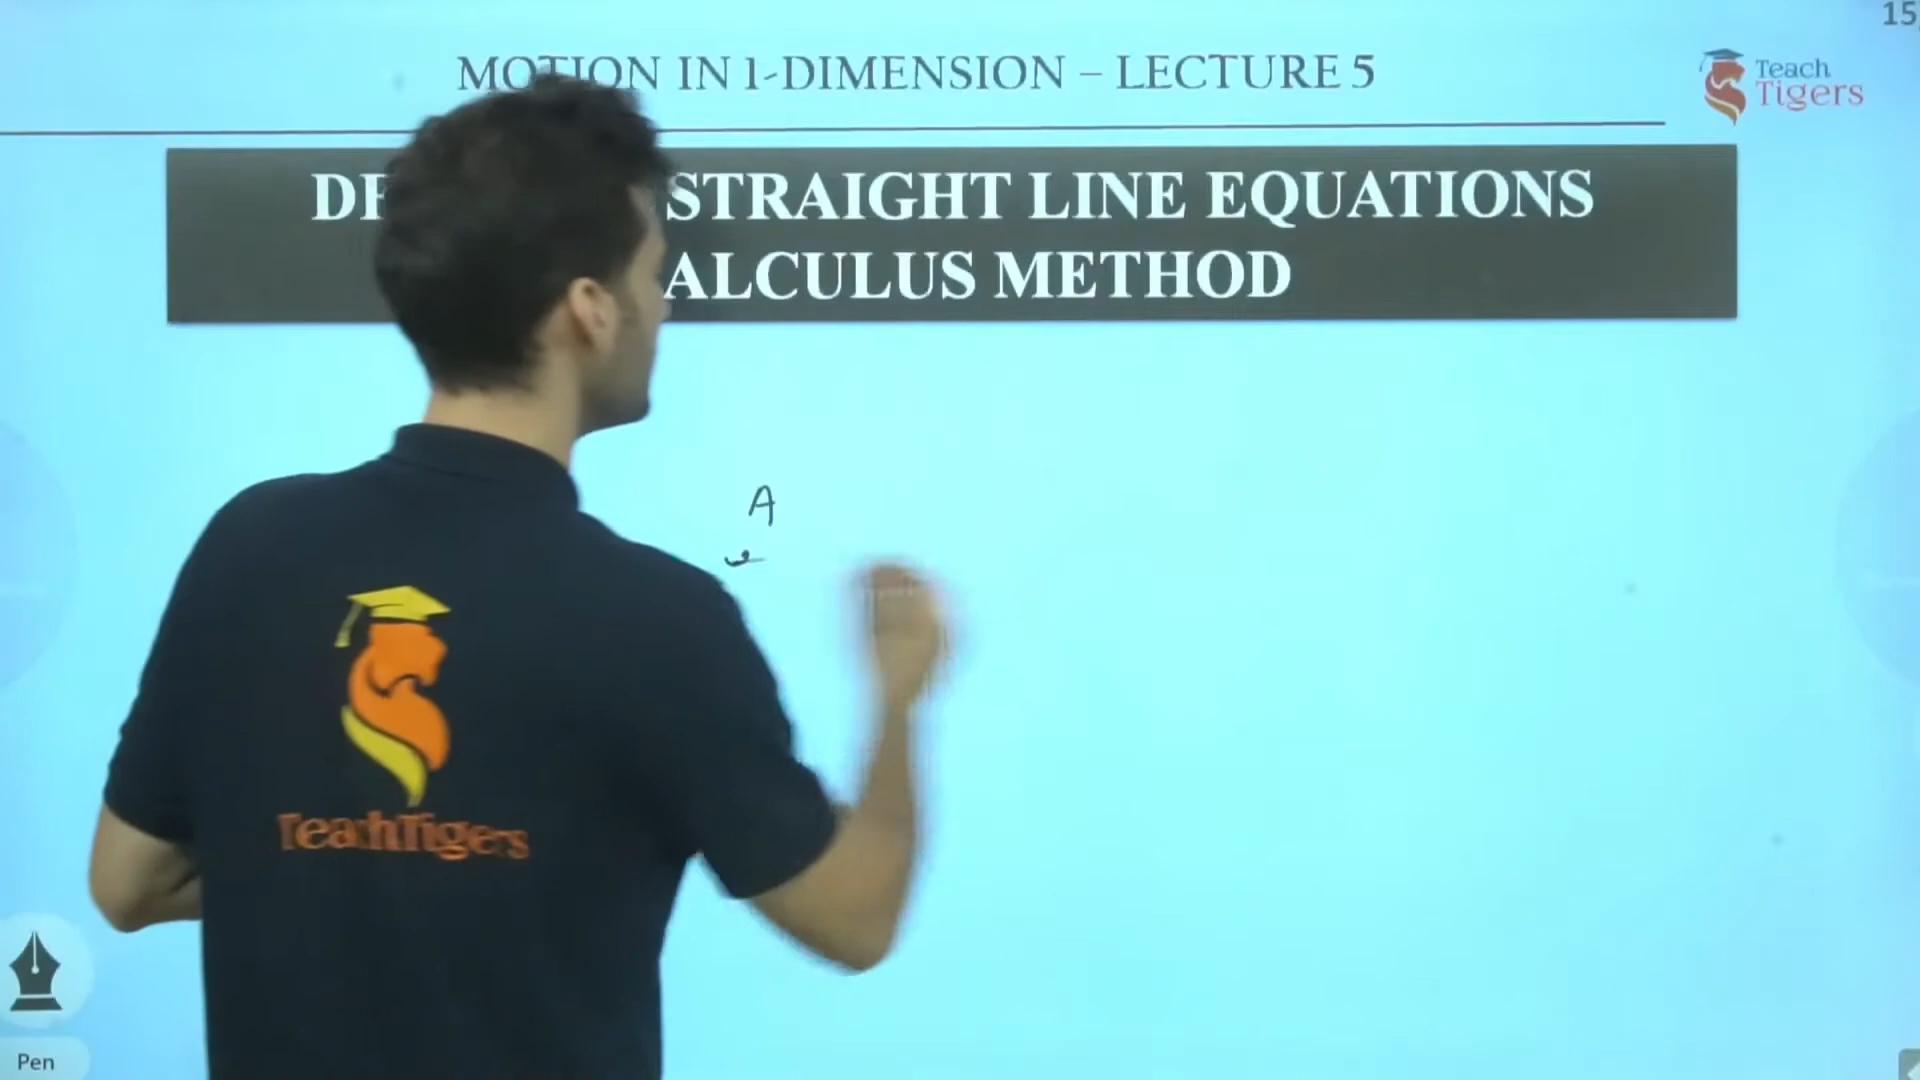 15
MOTION IN 1-DIMENSION – LECTURE 5
Teach
Tigers
STRAIGHT LINE EQUATIONS
ALCULUS METHOD
A
TeachTigers
Pen